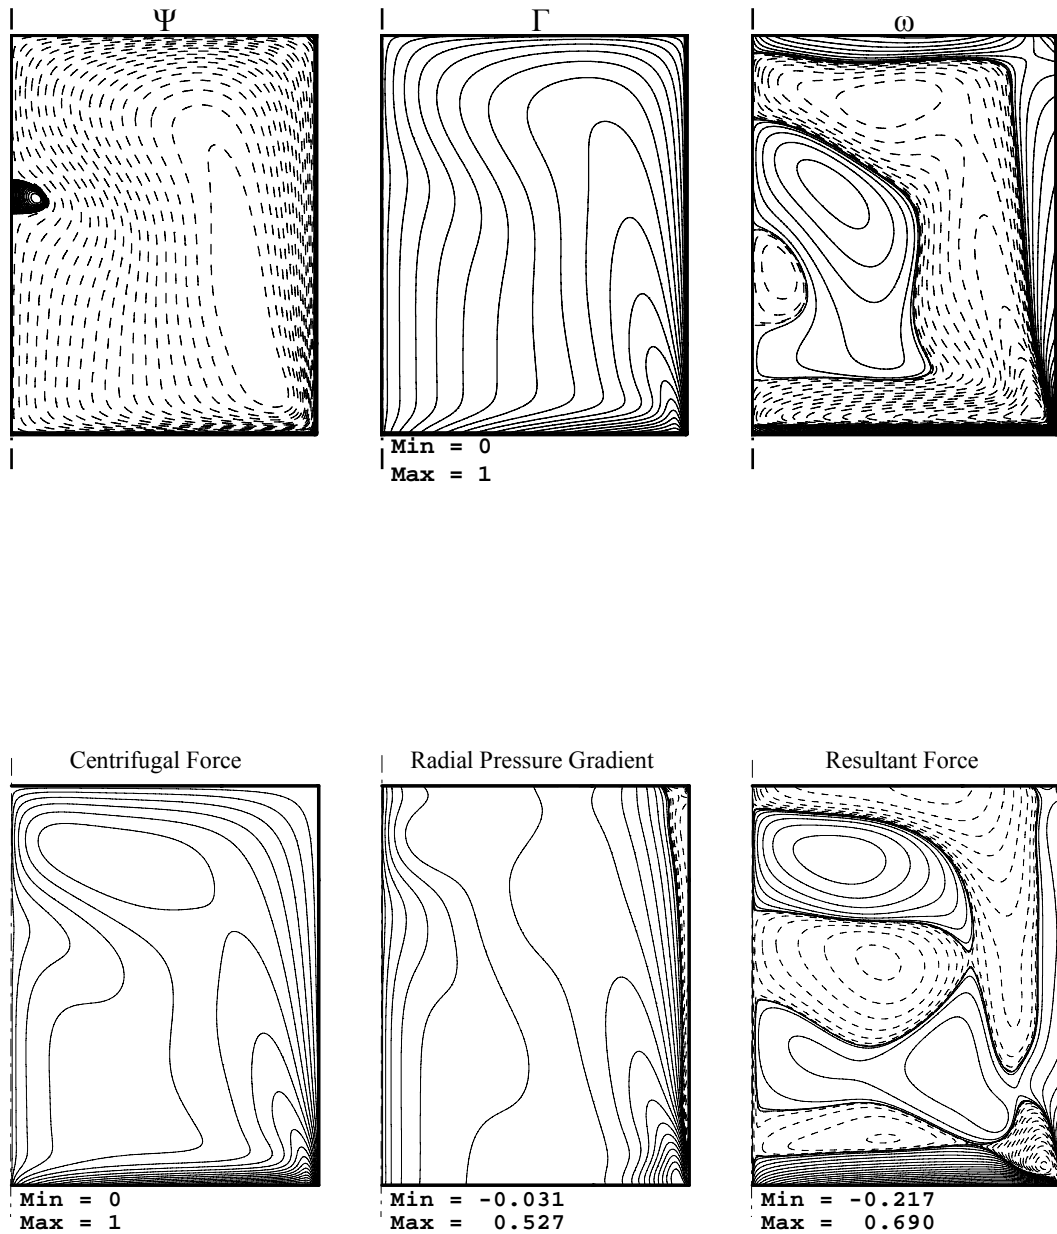 Ψ
Γ
ω
Min = 0
Max = 1
Centrifugal Force
Radial Pressure Gradient
Resultant Force
Min = 0
Max = 1
Min = -0.031
Max = 0.527
Min = -0.217
Max = 0.690